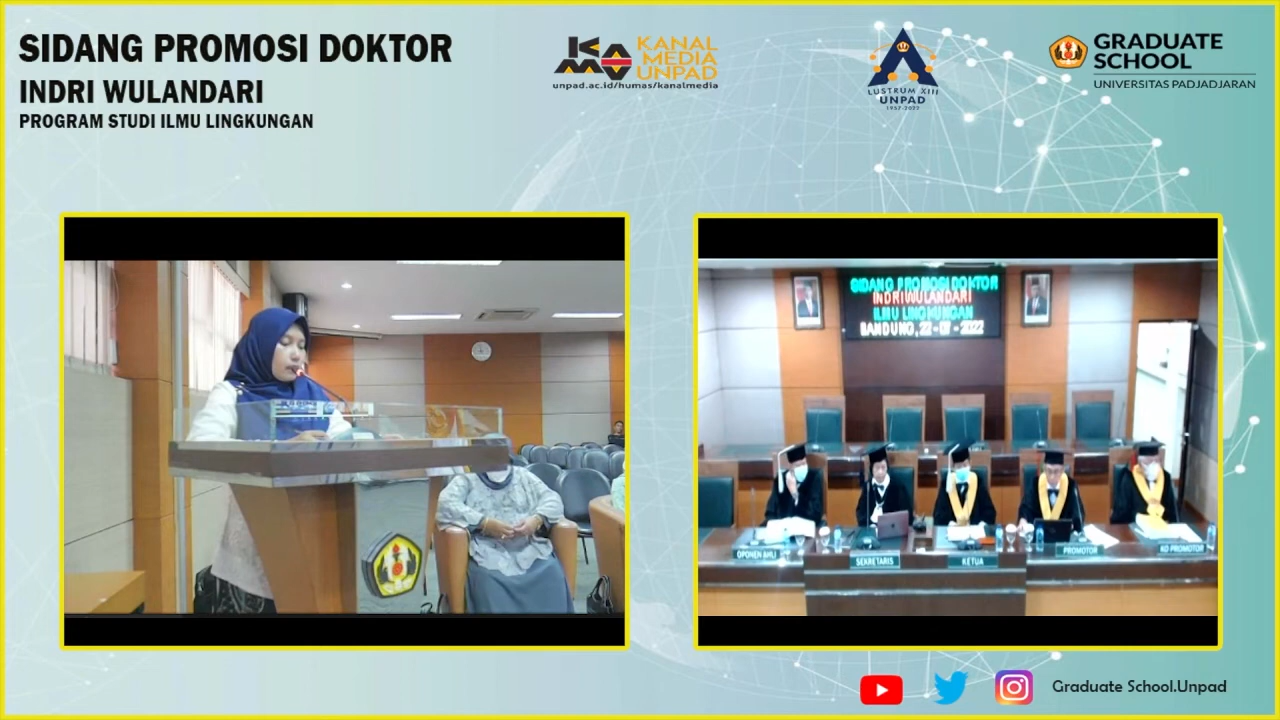 SIDANG PROMOSI DOKTOR
INDRI WULANDARI
PROGRAM STUDI ILMU LINGKUNGAN
KANAL
MEDIA
UNPAD
unpad.ac.id/humas/kanalmedia
LUSTRUM XIII
UNPAD
1957-2022
GRADUATE
SCHOOL
UNIVERSITAS PADJADJARAN
SIDANG PROMOSI DOKTOR
INDRI WULANDARI
ILMU LINGKUNGAN
BANDUNG, 22 - 07 - 2022
OPONEN AHLI
SEKRETARIS
KETUA
PROMOTOR
KO PROMOTOR
Graduate School.Unpad